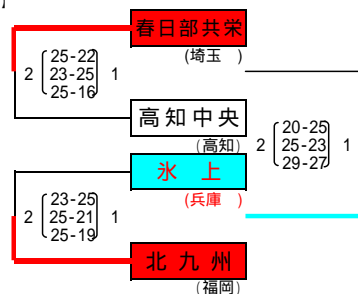 春日部共栄
(埼玉 )
2 25-22 1
23-25
25-16
高知中央
(高知)
2 20-25 1
25-23
29-27
氷上
(兵庫 )
2 23-25 1
25-21
25-19
北九州
(福岡)